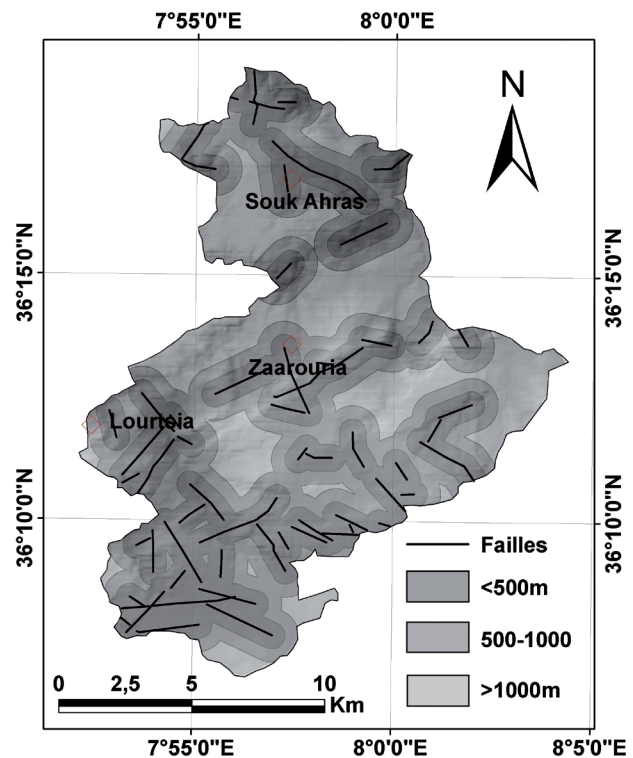 7°55'0"E 8°0'0"E
N
Souk Ahras
36°15'0"N 36°15'0"N
Zaarouria
Lourtsia
36°10'0"N 36°10'0"N
Failles
<500m
500-1000
>1000m
0 2,5 5 10
Km
7°55'0"E 8°0'0"E 8°5'0"E